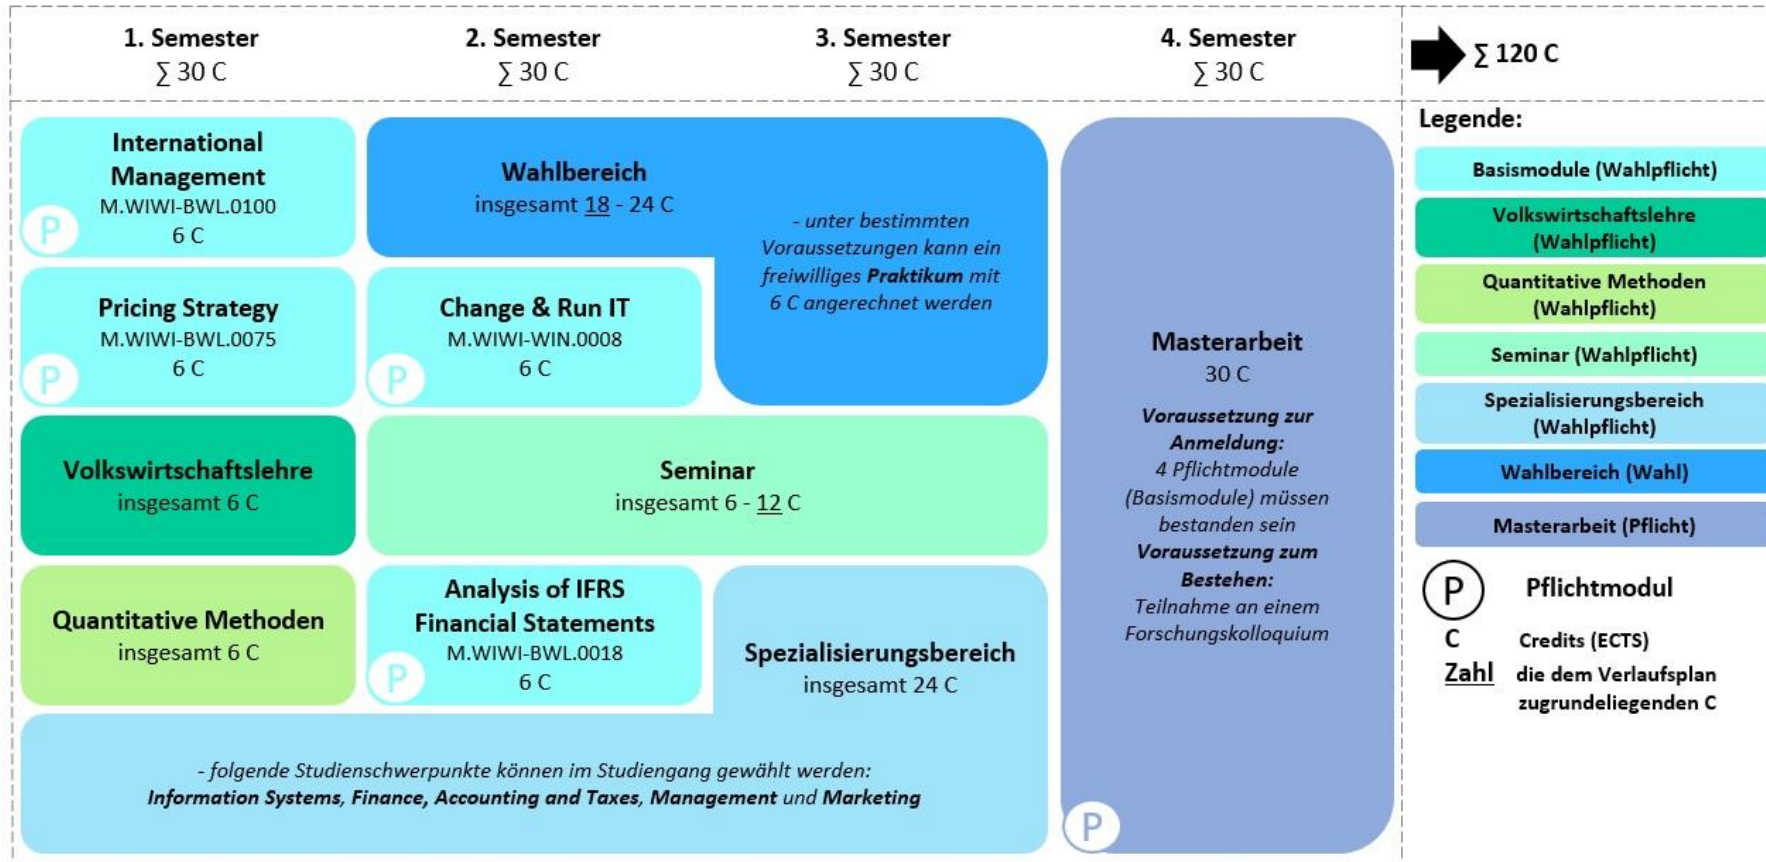 1. Semester
∑ 30 C
2. Semester
∑ 30 C
3. Semester
∑ 30 C
4. Semester
∑ 30 C
∑ 120 C
International
Management
M.WIWI-BWL.0100
6 C
P
Wahlbereich
insgesamt 18 - 24 C
- unter bestimmten
Voraussetzungen kann ein
freiwilliges Praktikum mit
6 C angerechnet werden
Pricing Strategy
M.WIWI-BWL.0075
6 C
P
Change & Run IT
M.WIWI-WIN.0008
6 C
P
Volkswirtschaftslehre
insgesamt 6 C
Seminar
insgesamt 6 - 12 C
Quantitative Methoden
insgesamt 6 C
Analysis of IFRS
Financial Statements
M.WIWI-BWL.0018
6 C
P
Spezialisierungsbereich
insgesamt 24 C
- folgende Studienschwerpunkte können im Studiengang gewählt werden:
Information Systems, Finance, Accounting and Taxes, Management und Marketing
Masterarbeit
30 C
Voraussetzung zur
Anmeldung:
4 Pflichtmodule
(Basismodule) müssen
bestanden sein
Voraussetzung zum
Bestehen:
Teilnahme an einem
Forschungskolloquium
P
Legende:
Basismodule (Wahlpflicht)
Volkswirtschaftslehre
(Wahlpflicht)
Quantitative Methoden
(Wahlpflicht)
Seminar (Wahlpflicht)
Spezialisierungsbereich
(Wahlpflicht)
Wahlbereich (Wahl)
Masterarbeit (Pflicht)
P Pflichtmodul
C Credits (ECTS)
Zahl die dem Verlaufsplan
zugrundeliegenden C